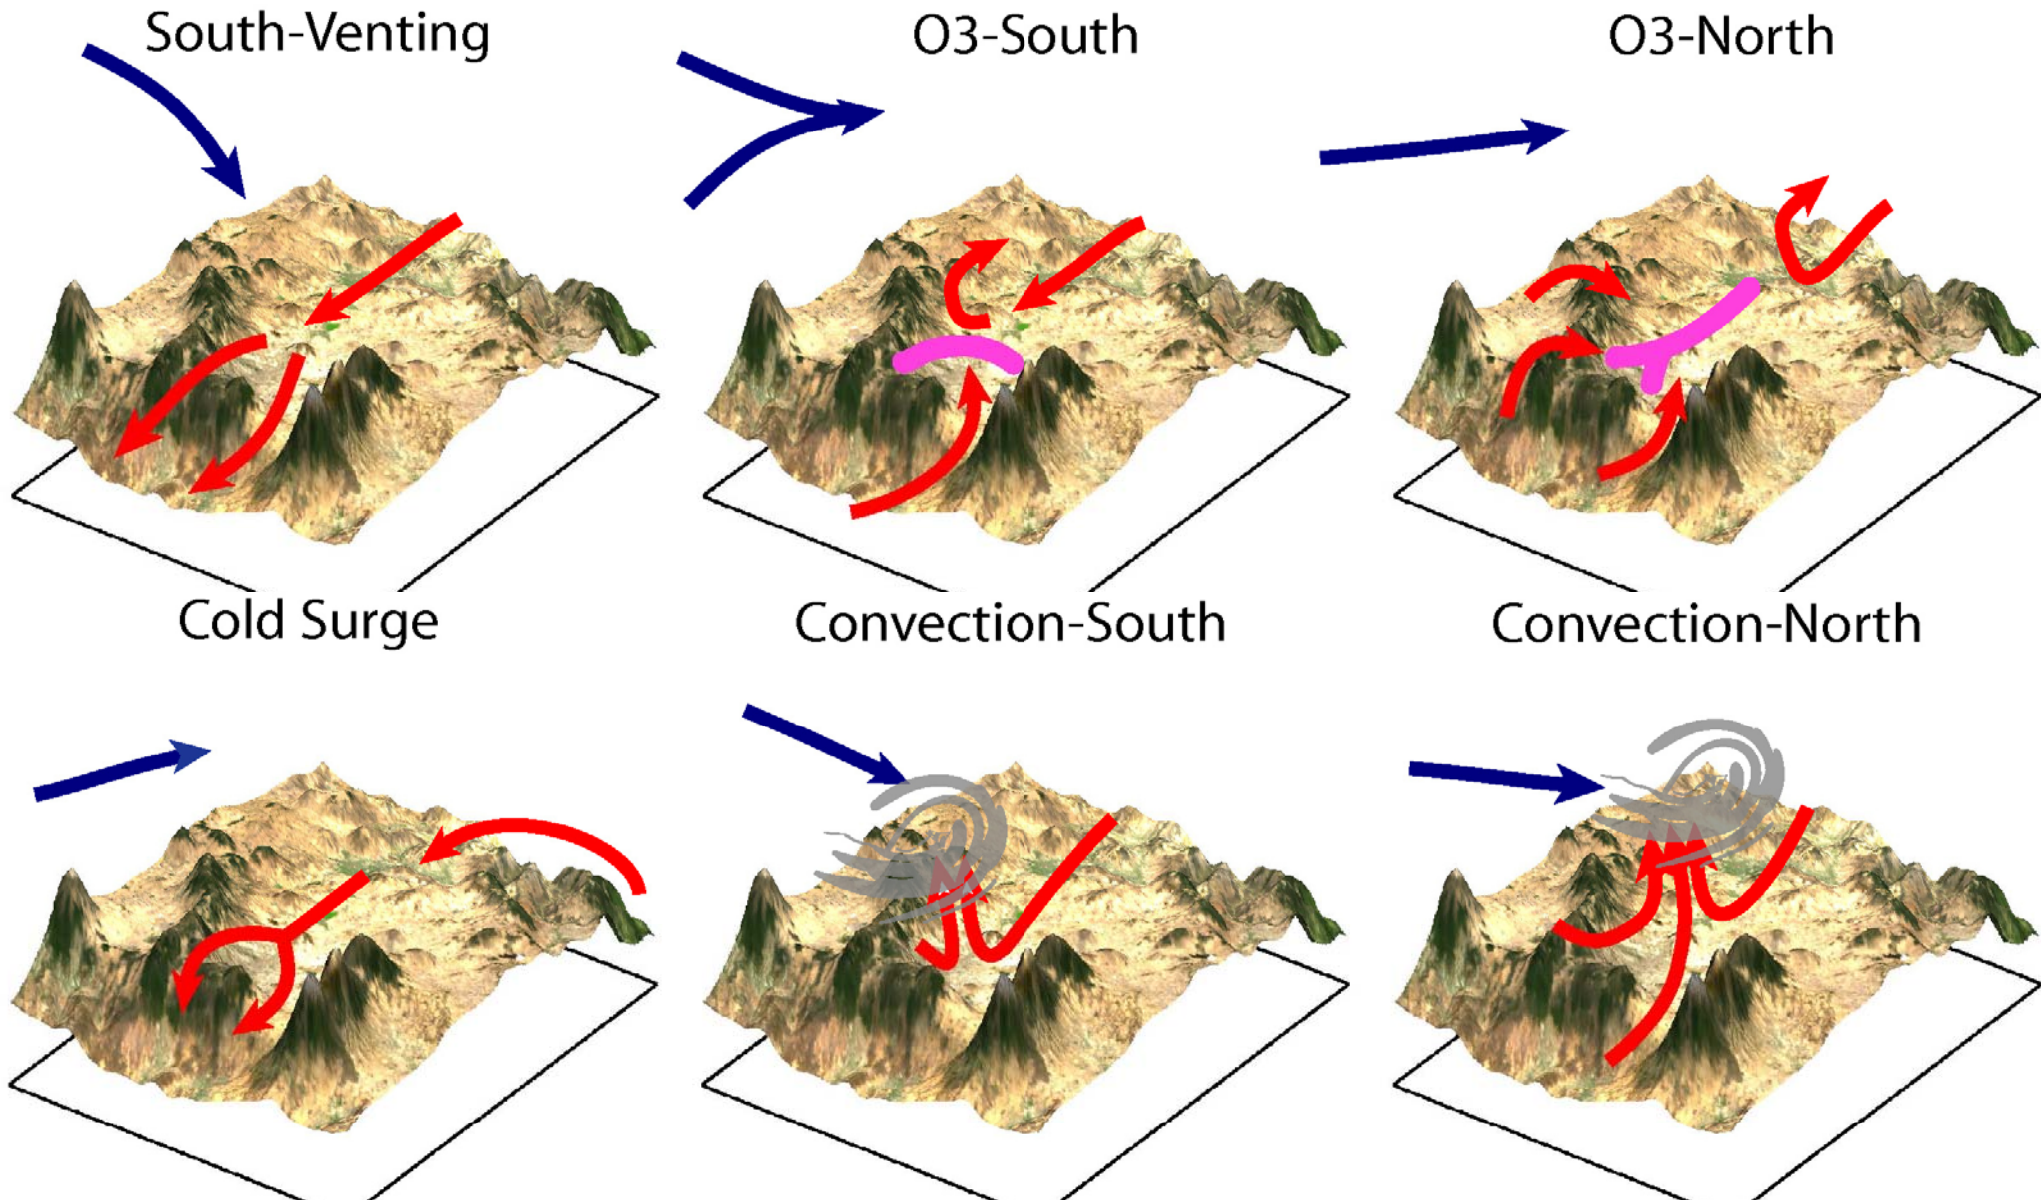 South-Venting
O3-South
O3-North
Cold Surge
Convection-South
Convection-North